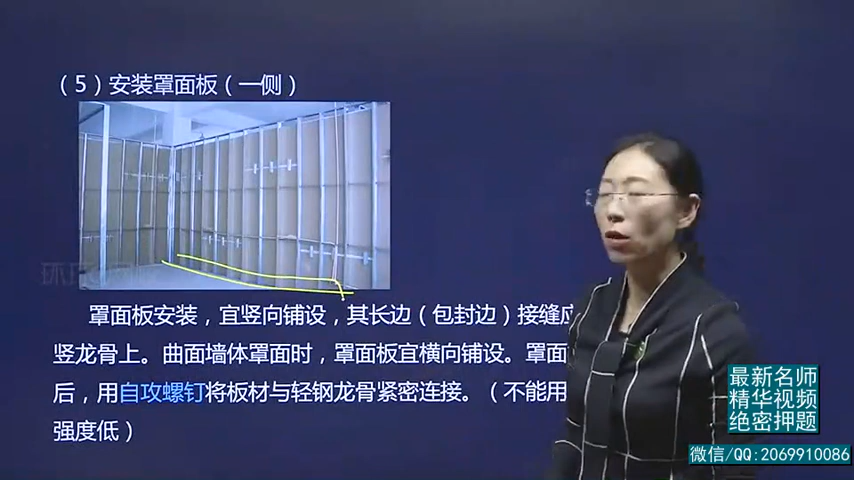 （5）安装罩面板（一侧）
罩面板安装，宜竖向铺设，其长边（包封边）接缝应
竖龙骨上。曲面墙体罩面时，罩面板宜横向铺设。罩面
后，用自攻螺钉将板材与轻钢龙骨紧密连接。（不能用
强度低）
最新名师
精华视频
绝密押题
微信/QQ:2069910086